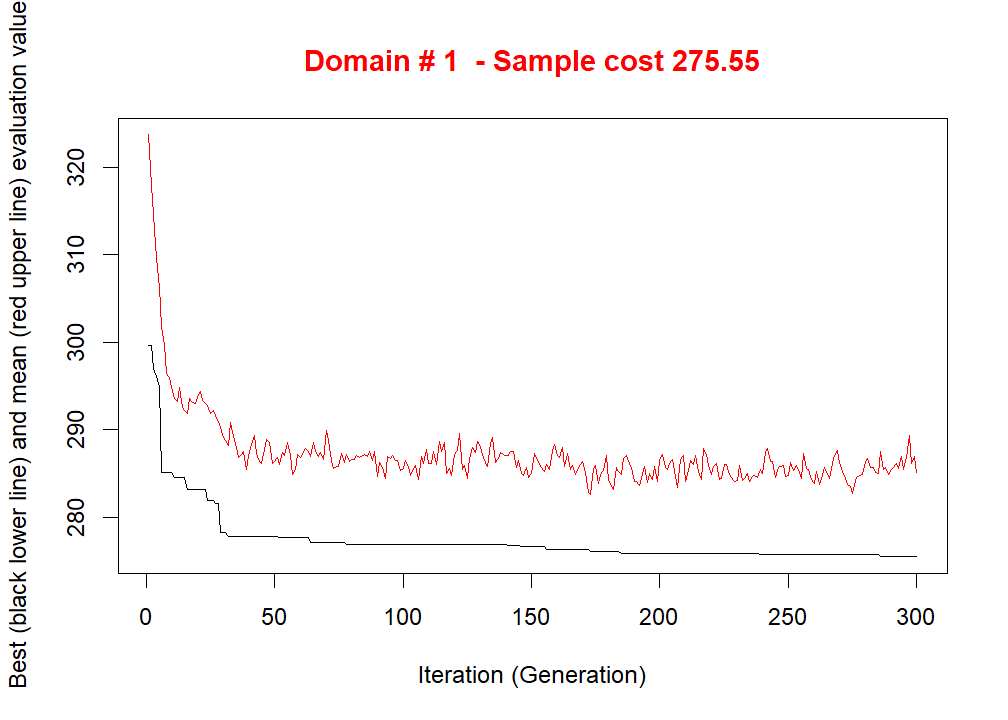 Domain # 1  - Sample cost 275.55
Best (black lower line) and mean (red upper line) evaluation value
320
310
300
290
280
0 50 100 150 200 250 300
Iteration (Generation)